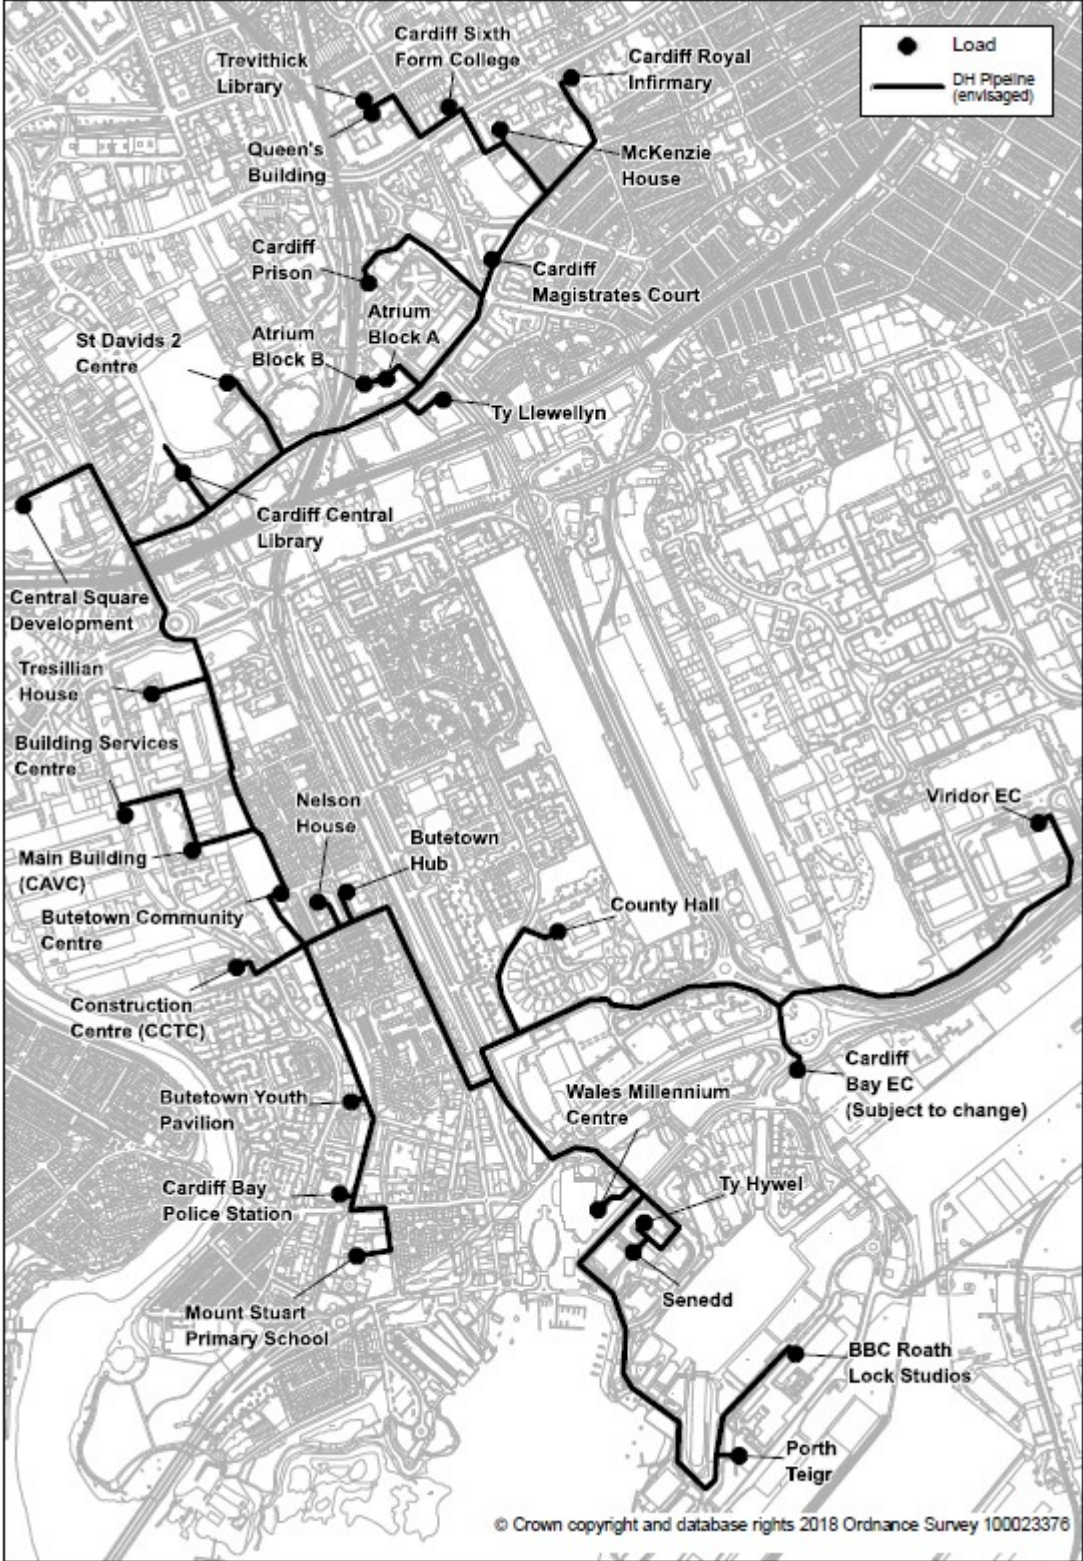 Cardiff Sixth
Form College
Trevithick
Library
Cardiff Royal
Infirmary
Load
DH Pipeline
(envisaged)
Queen's
Building
McKenzie
House
Cardiff
Prison
Cardiff
Magistrates Court
Atrium
Block A
Atrium
Block B
St Davids 2
Centre
Ty Llewellyn
Cardiff Central
Library
Central Square
Development
Tresillian
House
Building Services
Centre
Nelson
House
Viridor EC
Butetown
Hub
Main Building
(CAVC)
Butetown Community
Centre
County Hall
Construction
Centre (CCTC)
Cardiff
Bay EC
(Subject to change)
Butetown Youth
Pavilion
Wales Millennium
Centre
Cardiff Bay
Police Station
Ty Hywel
Senedd
Mount Stuart
Primary School
BBC Roath
Lock Studios
Porth
Teigr
© Crown copyright and database rights 2018 Ordnance Survey 100023376